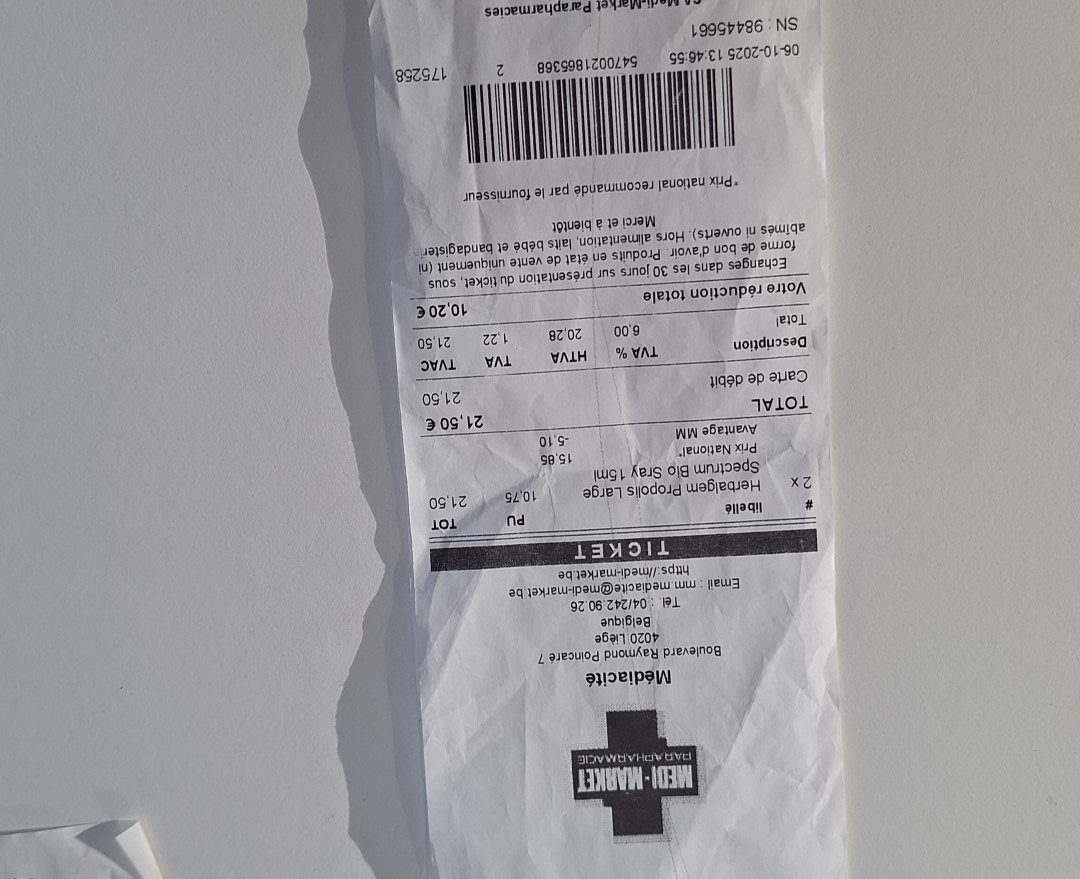 MEDI-MARKET
PARAPHARMACIE
Médiacité
Boulevard Raymond Poincaré 7
4020 Liège
Belgique
Tél. : 04/242.90.26
Email : mm.mediacite@medi-market.be
https://medi-market.be
TICKET
# libellé PU TOT
2 x Herbalgem Propolis Large 10,75 21,50
Spectrum Bio Sray 15ml
Prix National* 15,85
Avantage MM -5,10
TOTAL 21,50 €
Carte de débit 21,50
Description TVA % HTVA TVA TVAC
Total 6,00 20,28 1,22 21,50
Votre réduction totale 10,20 €
Echanges dans les 30 jours sur présentation du ticket, sous
forme de bon d'avoir. Produits en état de vente uniquement (ni
abîmés ni ouverts). Hors alimentation, laits bébé et bandagisterie
Merci et à bientôt
*Prix national recommandé par le fournisseur
06-10-2025 13:46:55 5470021865368 2 175258
SN : 98445661
SA Medi-Market Parapharmacies